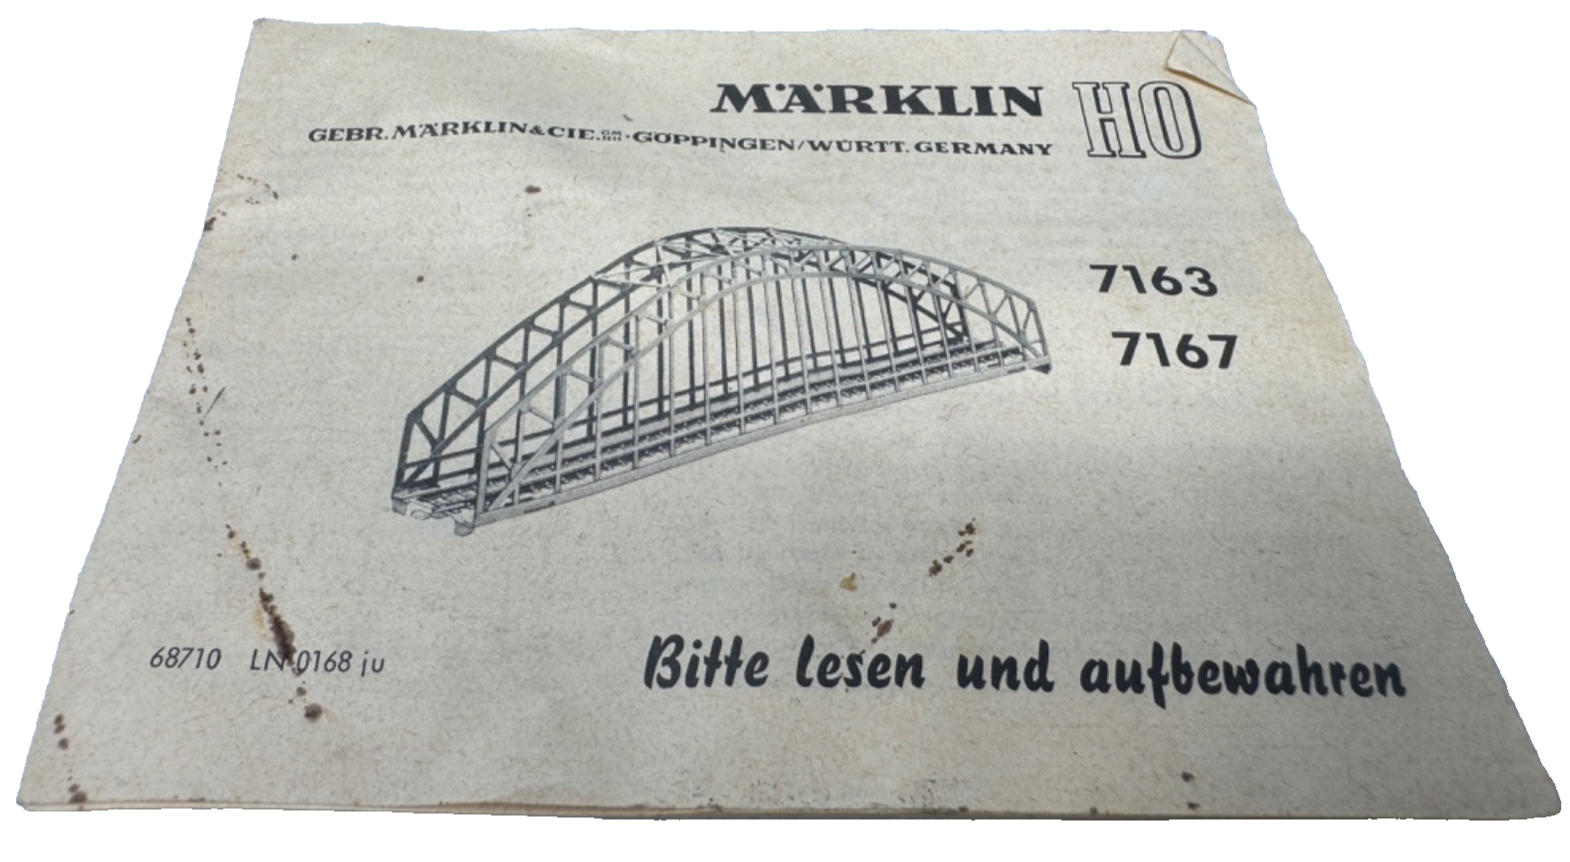 MÄRKLIN HO
GEBR. MÄRKLIN & CIE. GMBH · GÖPPINGEN/WÜRTT. GERMANY
7163
7167
68710 LN 0168 ju
Bitte lesen und aufbewahren